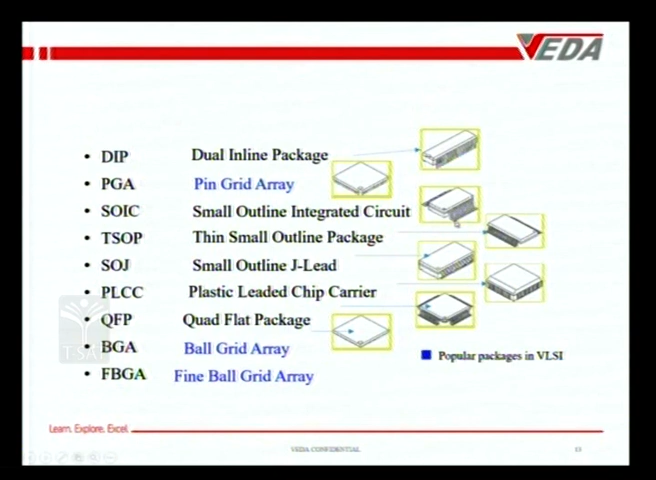 VEDA
• DIP Dual Inline Package
• PGA Pin Grid Array
• SOIC Small Outline Integrated Circuit
• TSOP Thin Small Outline Package
• SOJ Small Outline J-Lead
• PLCC Plastic Leaded Chip Carrier
• QFP Quad Flat Package
• BGA Ball Grid Array
• FBGA Fine Ball Grid Array
Popular packages in VLSI
T-SAT
Learn. Explore. Excel.
VEDA CONFIDENTIAL